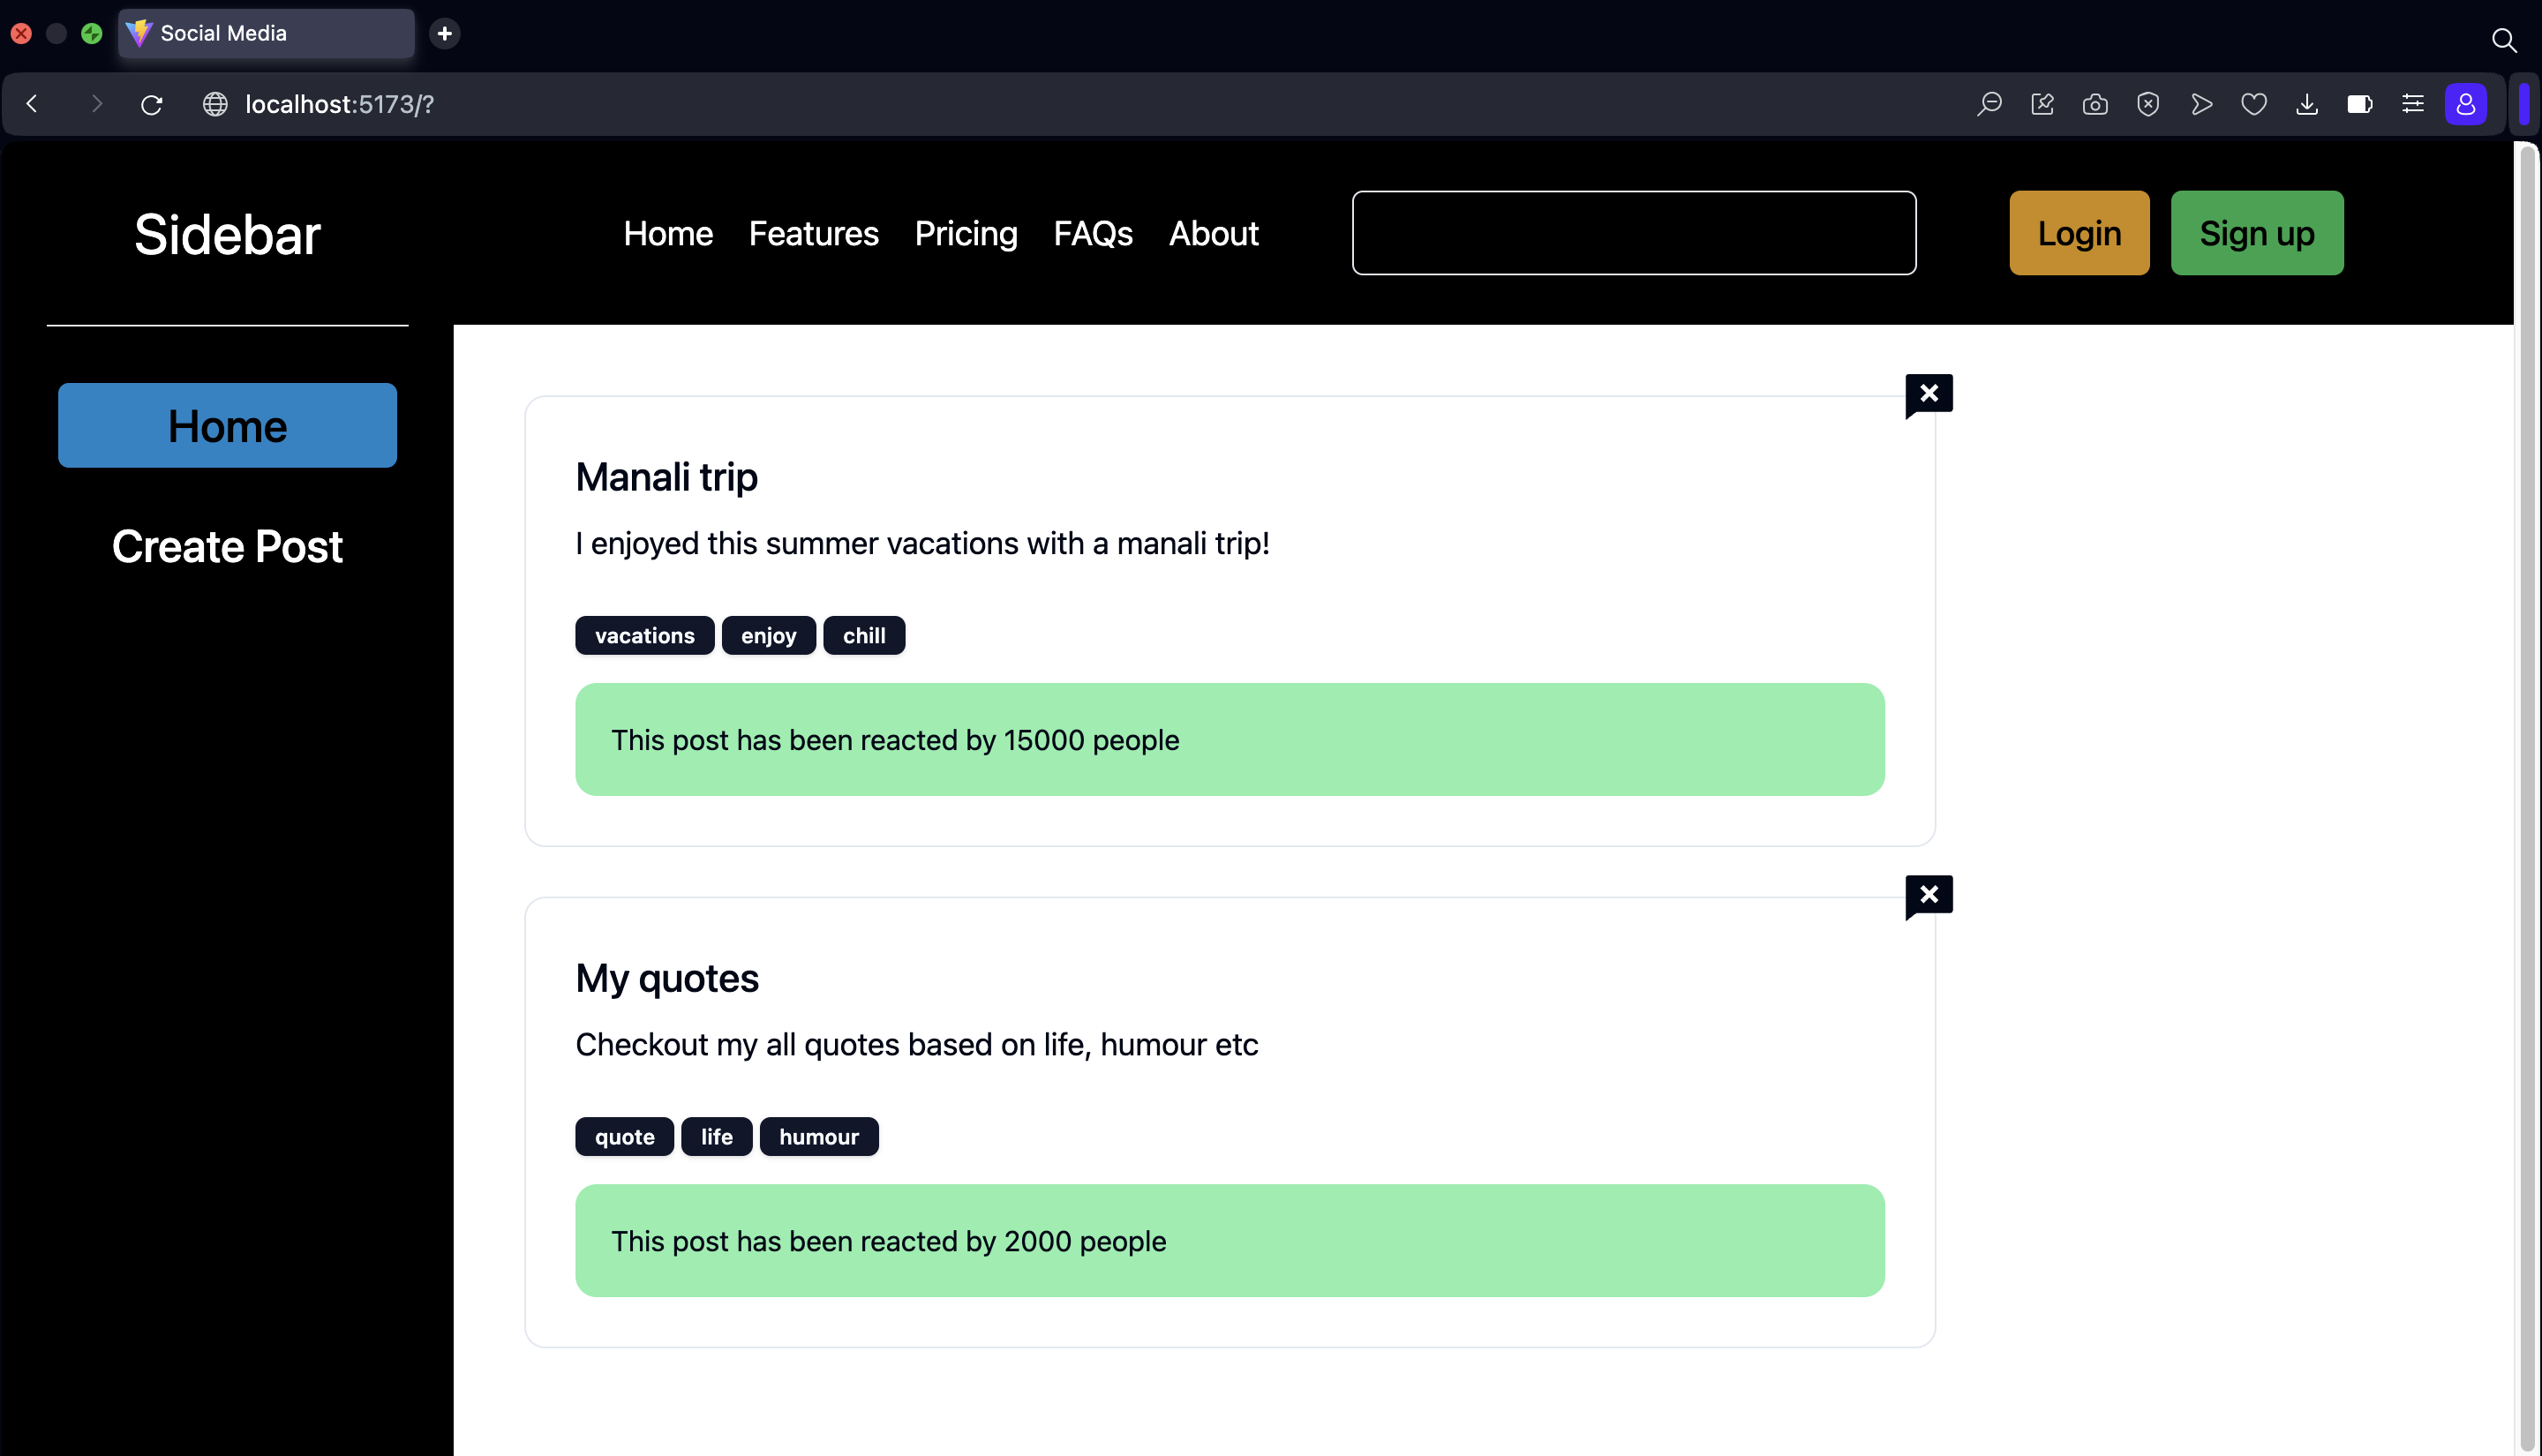 Social Media
localhost:5173/?
Sidebar
Home Features Pricing FAQs About
Login Sign up
Home
Create Post
Manali trip
I enjoyed this summer vacations with a manali trip!
vacations enjoy chill
This post has been reacted by 15000 people
My quotes
Checkout my all quotes based on life, humour etc
quote life humour
This post has been reacted by 2000 people